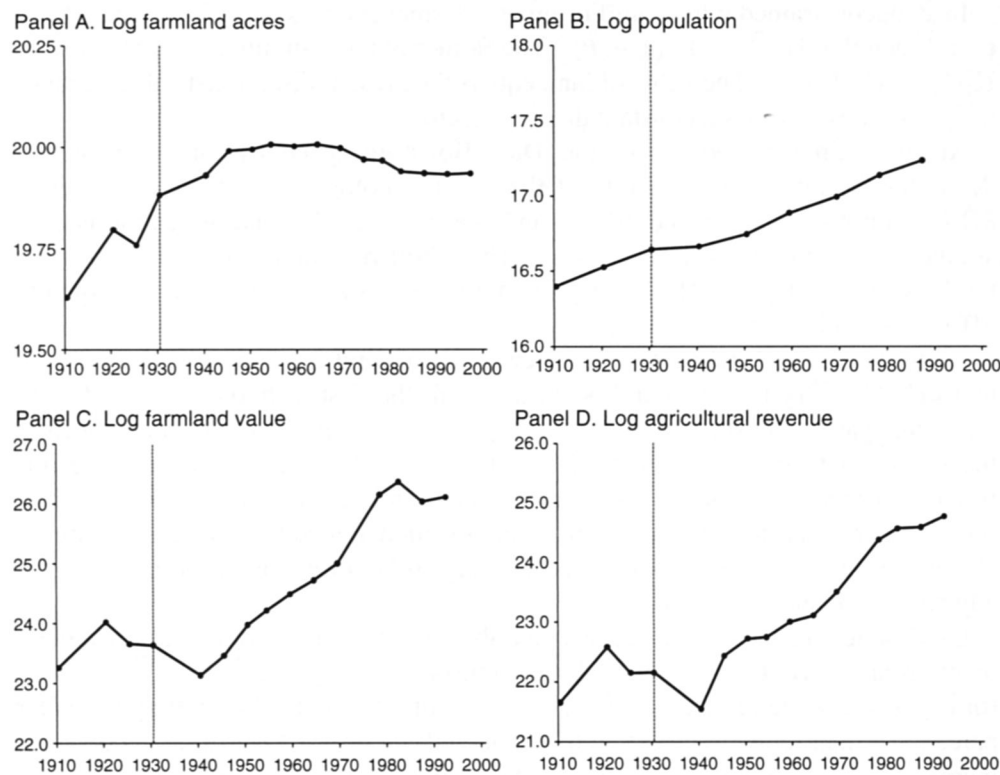 Panel A. Log farmland acres
20.25
20.00
19.75
19.50
1910 1920 1930 1940 1950 1960 1970 1980 1990 2000
Panel B. Log population
18.0
17.5
17.0
16.5
16.0
1910 1920 1930 1940 1950 1960 1970 1980 1990 2000
Panel C. Log farmland value
27.0
26.0
25.0
24.0
23.0
22.0
1910 1920 1930 1940 1950 1960 1970 1980 1990 2000
Panel D. Log agricultural revenue
26.0
25.0
24.0
23.0
22.0
21.0
1910 1920 1930 1940 1950 1960 1970 1980 1990 2000